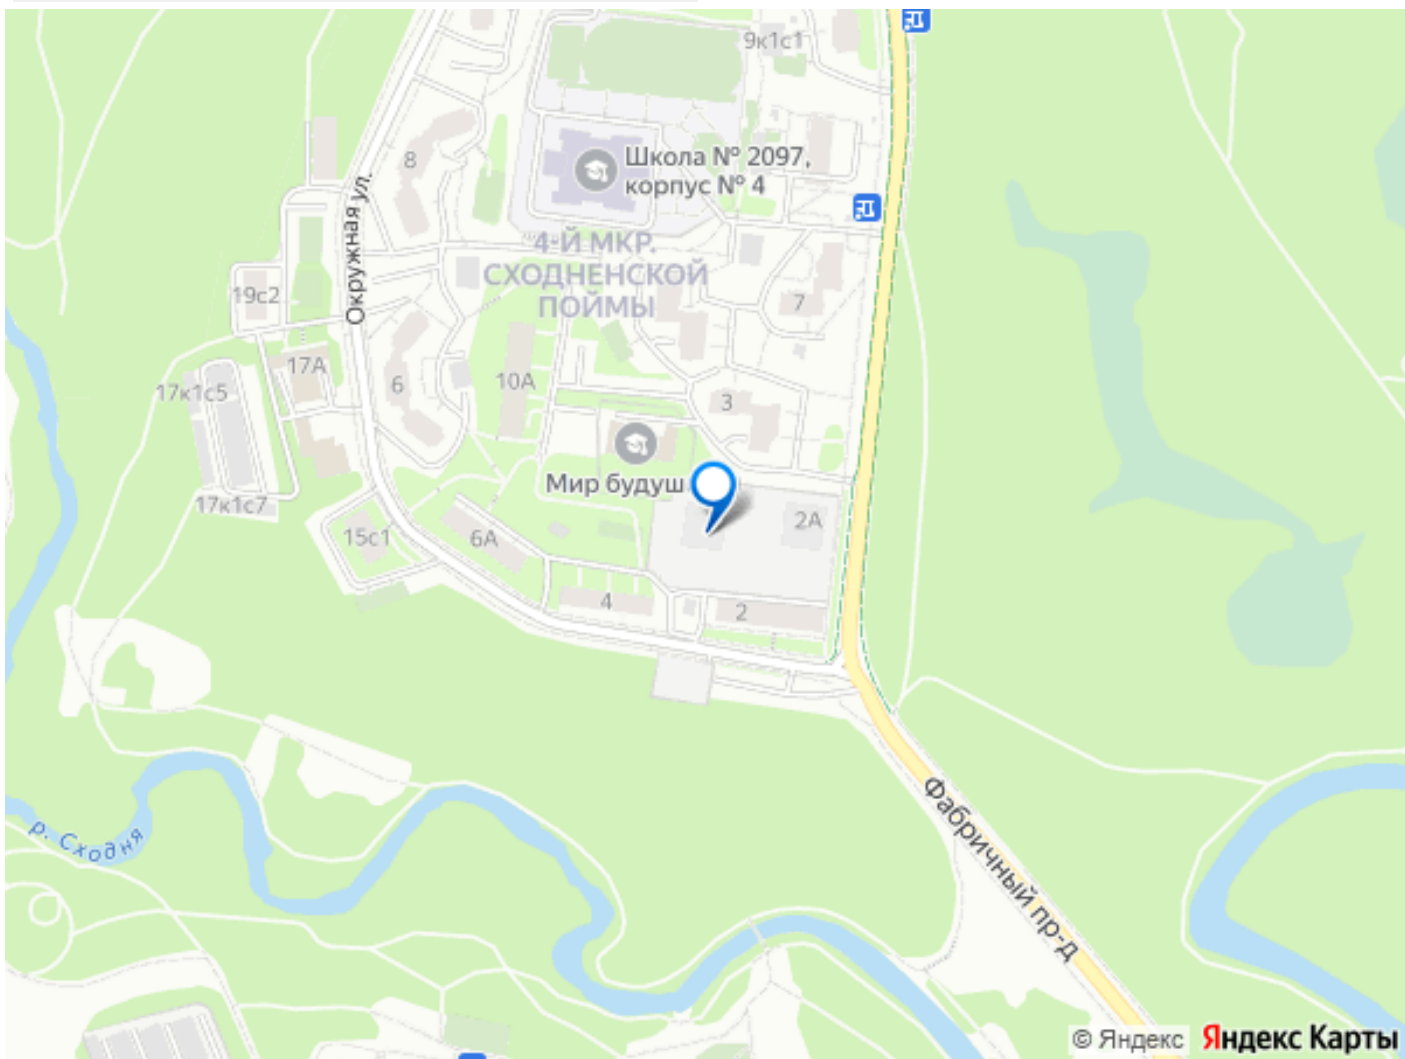 9к1с1
8
Школа № 2097,
корпус № 4
Окружная ул.
4-Й МКР.
СХОДНЕНСКОЙ
ПОЙМЫ
19с2
7
17А
17к1с5
6
10А
3
Мир будущ
17к1с7
15с1
6А
2А
4
2
р. Сходня
Фабричный пр-д
© Яндекс Яндекс Карты